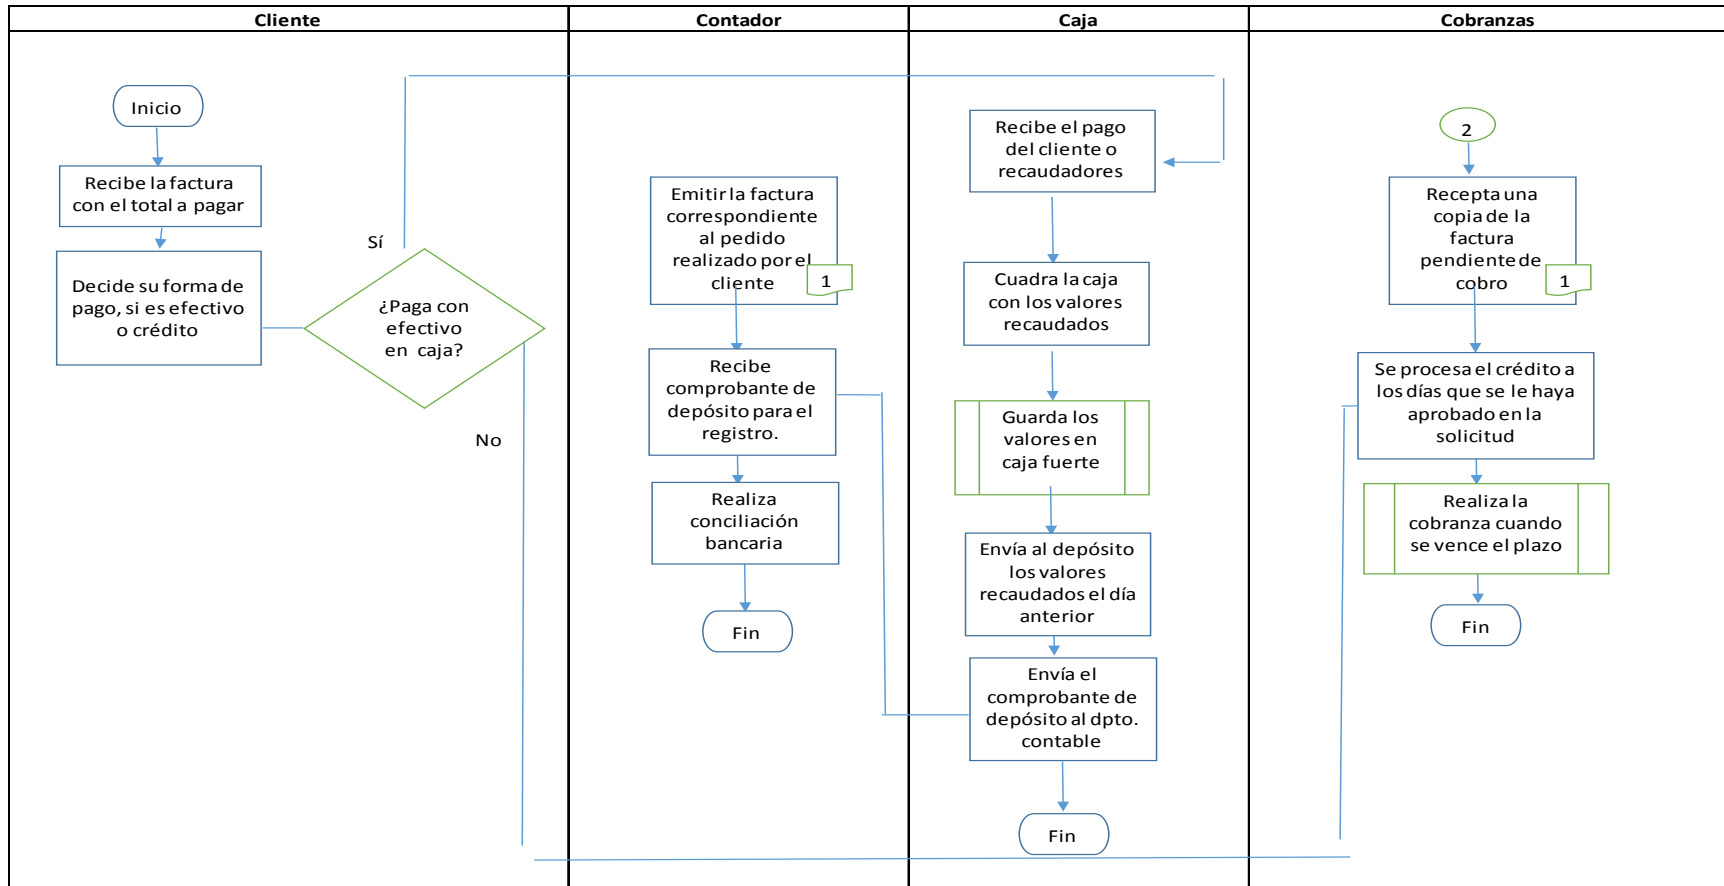 Cliente
Contador
Caja
Cobranzas
Inicio
Recibe la factura
con el total a pagar
Decide su forma de
pago, si es efectivo
o crédito
Sí
¿Paga con
efectivo
en caja?
No
Emitir la factura
correspondiente
al pedido
realizado por el
cliente
1
Recibe
comprobante de
depósito para el
registro.
Realiza
conciliación
bancaria
Fin
Recibe el pago
del cliente o
recaudadores
Cuadra la caja
con los valores
recaudados
Guarda los
valores en
caja fuerte
Envía al depósito
los valores
recaudados el día
anterior
Envía el
comprobante de
depósito al dpto.
contable
Fin
2
Recepta una
copia de la
factura
pendiente de
cobro
1
Se procesa el crédito a
los días que se le haya
aprobado en la
solicitud
Realiza la
cobranza cuando
se vence el plazo
Fin